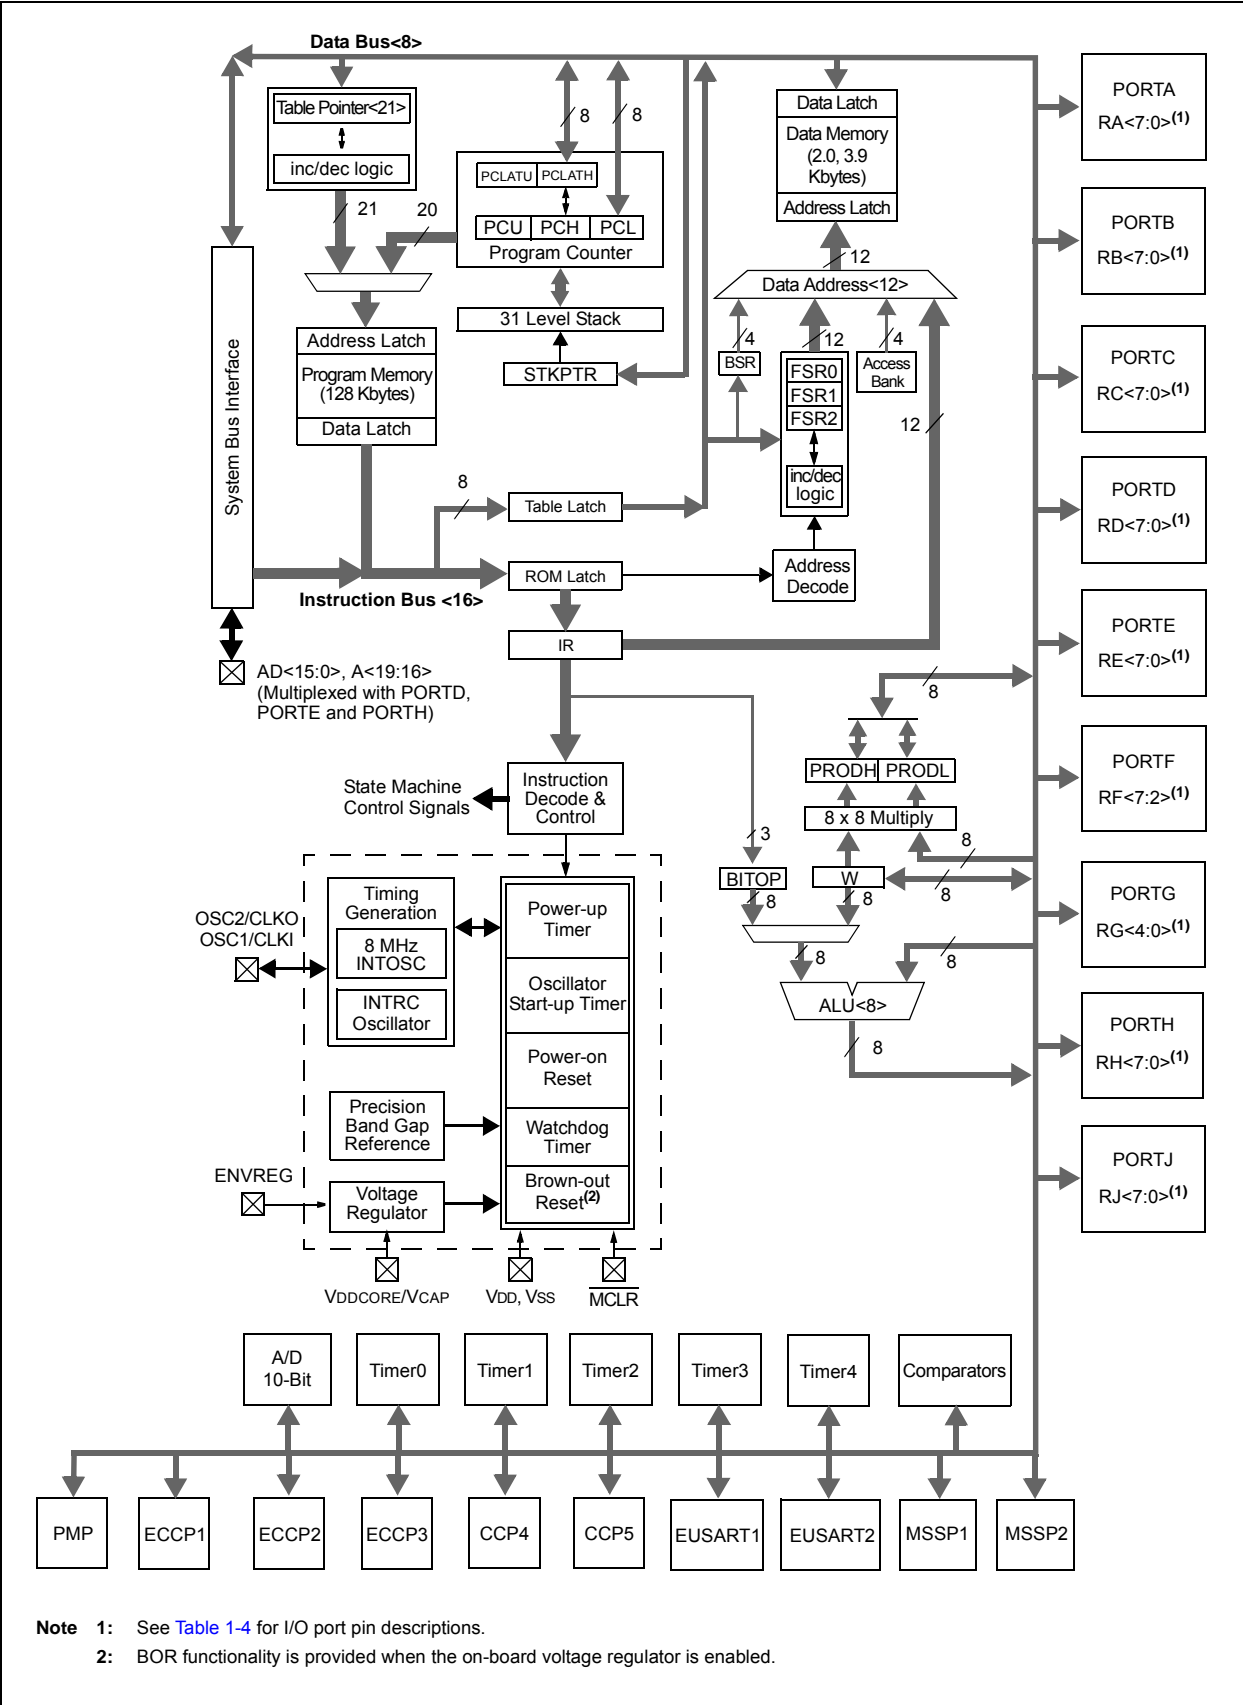 Data Bus<8>
Table Pointer<21>
inc/dec logic
21
20
8
8
PCLATU PCLATH
PCU PCH PCL
Program Counter
31 Level Stack
STKPTR
System Bus Interface
Address Latch
Program Memory
(128 Kbytes)
Data Latch
Data Latch
Data Memory
(2.0, 3.9
Kbytes)
Address Latch
12
Data Address<12>
4
12
4
BSR
FSR0
FSR1
FSR2
inc/dec
logic
Access
Bank
12
8
Table Latch
ROM Latch
Address
Decode
Instruction Bus <16>
IR
AD<15:0>, A<19:16>
(Multiplexed with PORTD,
PORTE and PORTH)
8
PRODH PRODL
8 x 8 Multiply
State Machine
Control Signals
Instruction
Decode &
Control
3
8
BITOP
W
8
8
8
8
8
ALU<8>
8
OSC2/CLKO
OSC1/CLKI
Timing
Generation
8 MHz
INTOSC
INTRC
Oscillator
Power-up
Timer
Oscillator
Start-up Timer
Power-on
Reset
Watchdog
Timer
Brown-out
Reset(2)
Precision
Band Gap
Reference
ENVREG
Voltage
Regulator
VDDCORE/VCAP
VDD, VSS
MCLR
PORTA
RA<7:0>(1)
PORTB
RB<7:0>(1)
PORTC
RC<7:0>(1)
PORTD
RD<7:0>(1)
PORTE
RE<7:0>(1)
PORTF
RF<7:2>(1)
PORTG
RG<4:0>(1)
PORTH
RH<7:0>(1)
PORTJ
RJ<7:0>(1)
A/D
10-Bit
Timer0
Timer1
Timer2
Timer3
Timer4
Comparators
PMP
ECCP1
ECCP2
ECCP3
CCP4
CCP5
EUSART1
EUSART2
MSSP1
MSSP2
Note 1: See Table 1-4 for I/O port pin descriptions.
2: BOR functionality is provided when the on-board voltage regulator is enabled.